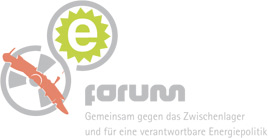 e
forum
Gemeinsam gegen das Zwischenlager
und für eine verantwortbare Energiepolitik